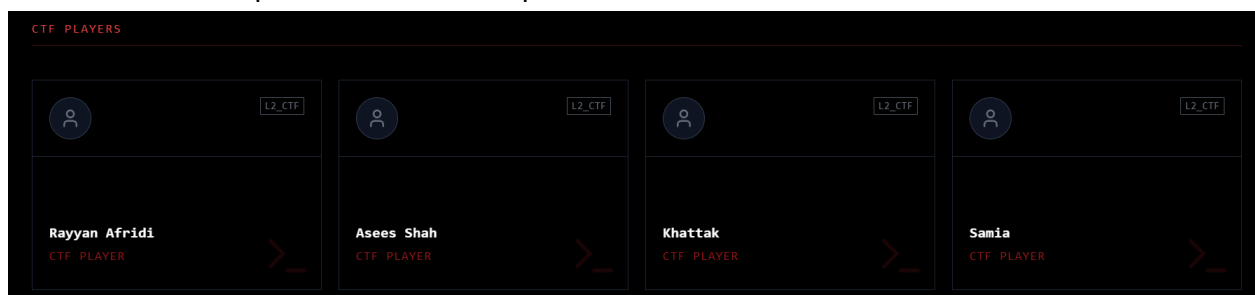 CTF PLAYERS
L2_CTF
L2_CTF
L2_CTF
L2_CTF
Rayyan Afridi
CTF PLAYER
>_
Asees Shah
CTF PLAYER
>_
Khattak
CTF PLAYER
>_
Samia
CTF PLAYER
>_